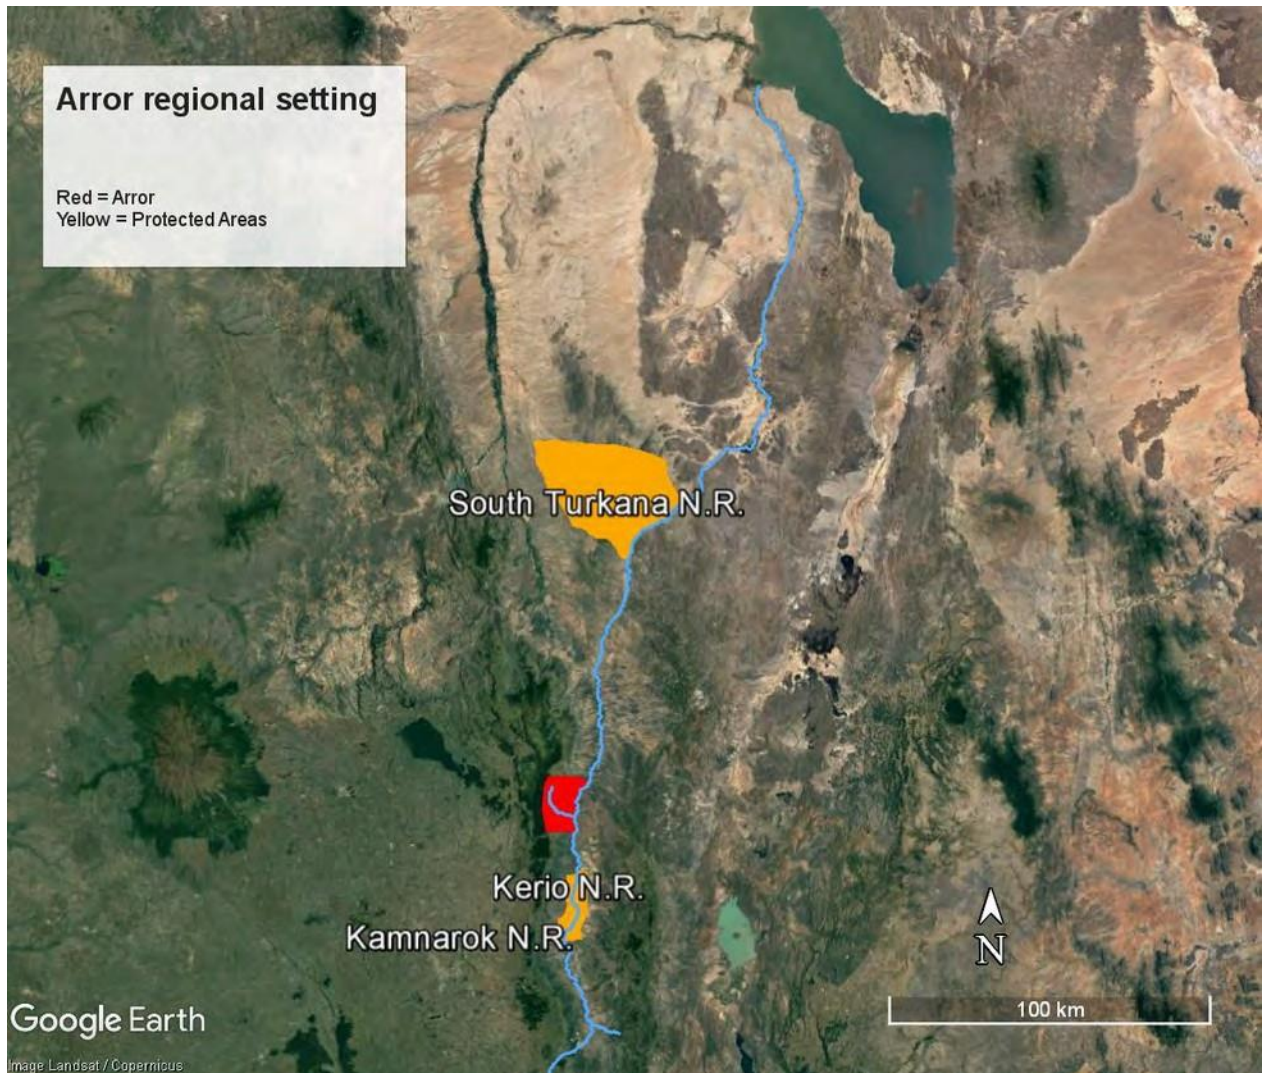 Arror regional setting
Red = Arror
Yellow = Protected Areas
South Turkana N.R.
Kerio N.R.
Kamnarok N.R.
N
100 km
Google Earth
Image Landsat / Copernicus